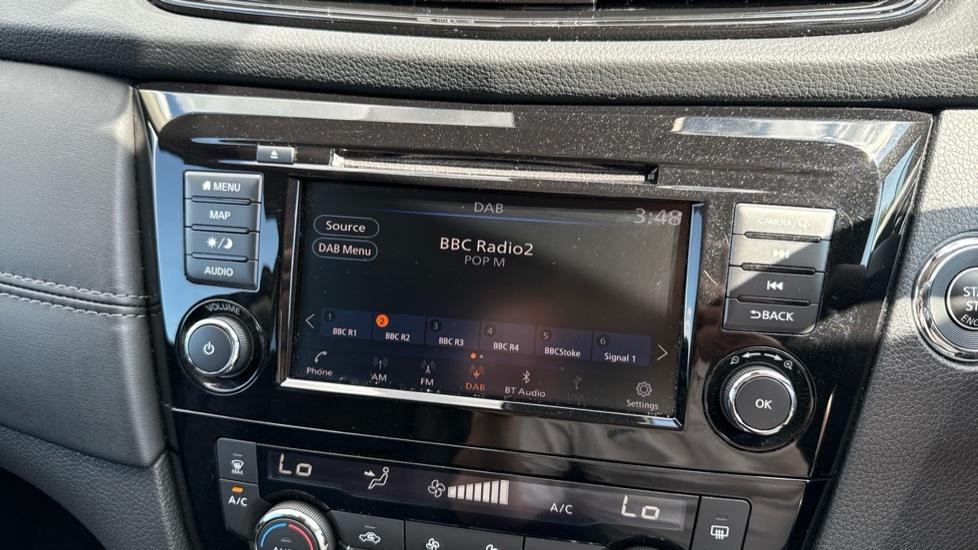 MENU
MAP
AUDIO
VOLUME
DAB
3:48
Source
DAB Menu
BBC Radio2
POP M
1 2 3 4 5 6
BBC R1 BBC R2 BBC R3 BBC R4 BBCStoke Signal 1
Phone AM FM DAB BT Audio USB Settings
CAMERA/
BACK
OK
MAX
A/C
Lo
A/C
Lo